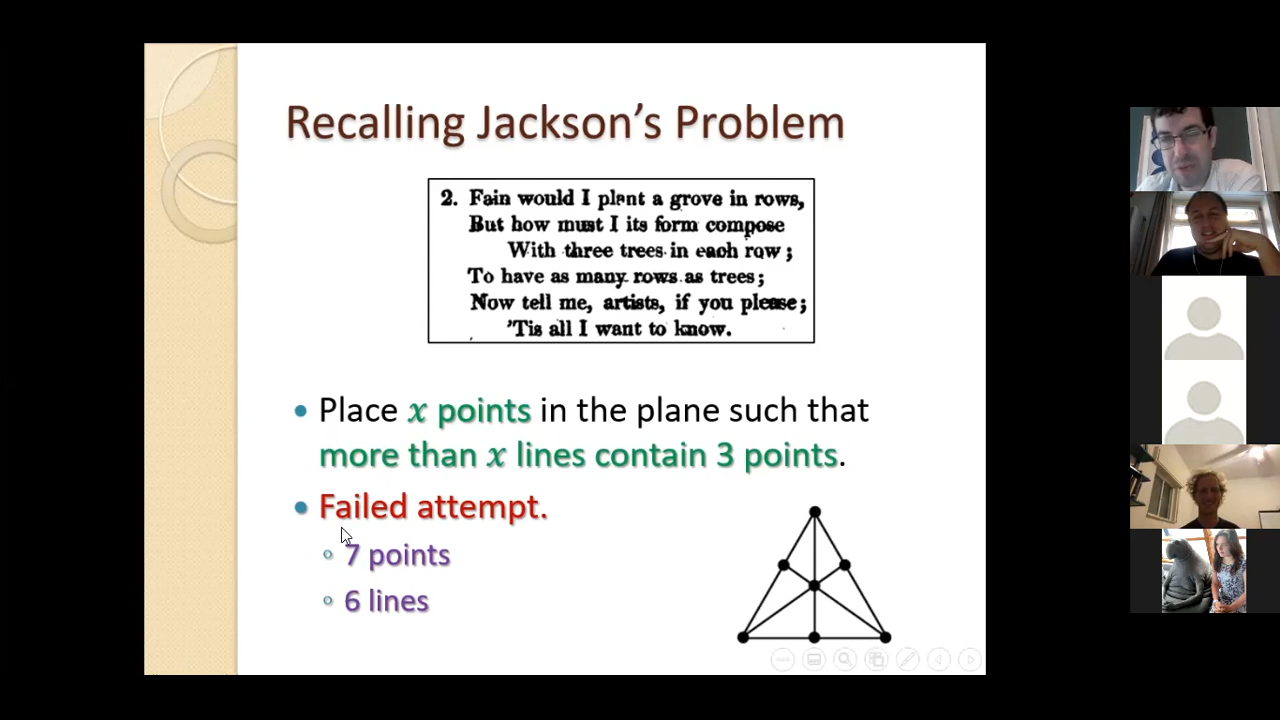 Recalling Jackson's Problem
2. Fain would I plant a grove in rows,
But how must I its form compose
With three trees in each row;
To have as many rows as trees;
Now tell me, artists, if you please;
'Tis all I want to know.
• Place x points in the plane such that
more than x lines contain 3 points.
• Failed attempt.
◦ 7 points
◦ 6 lines